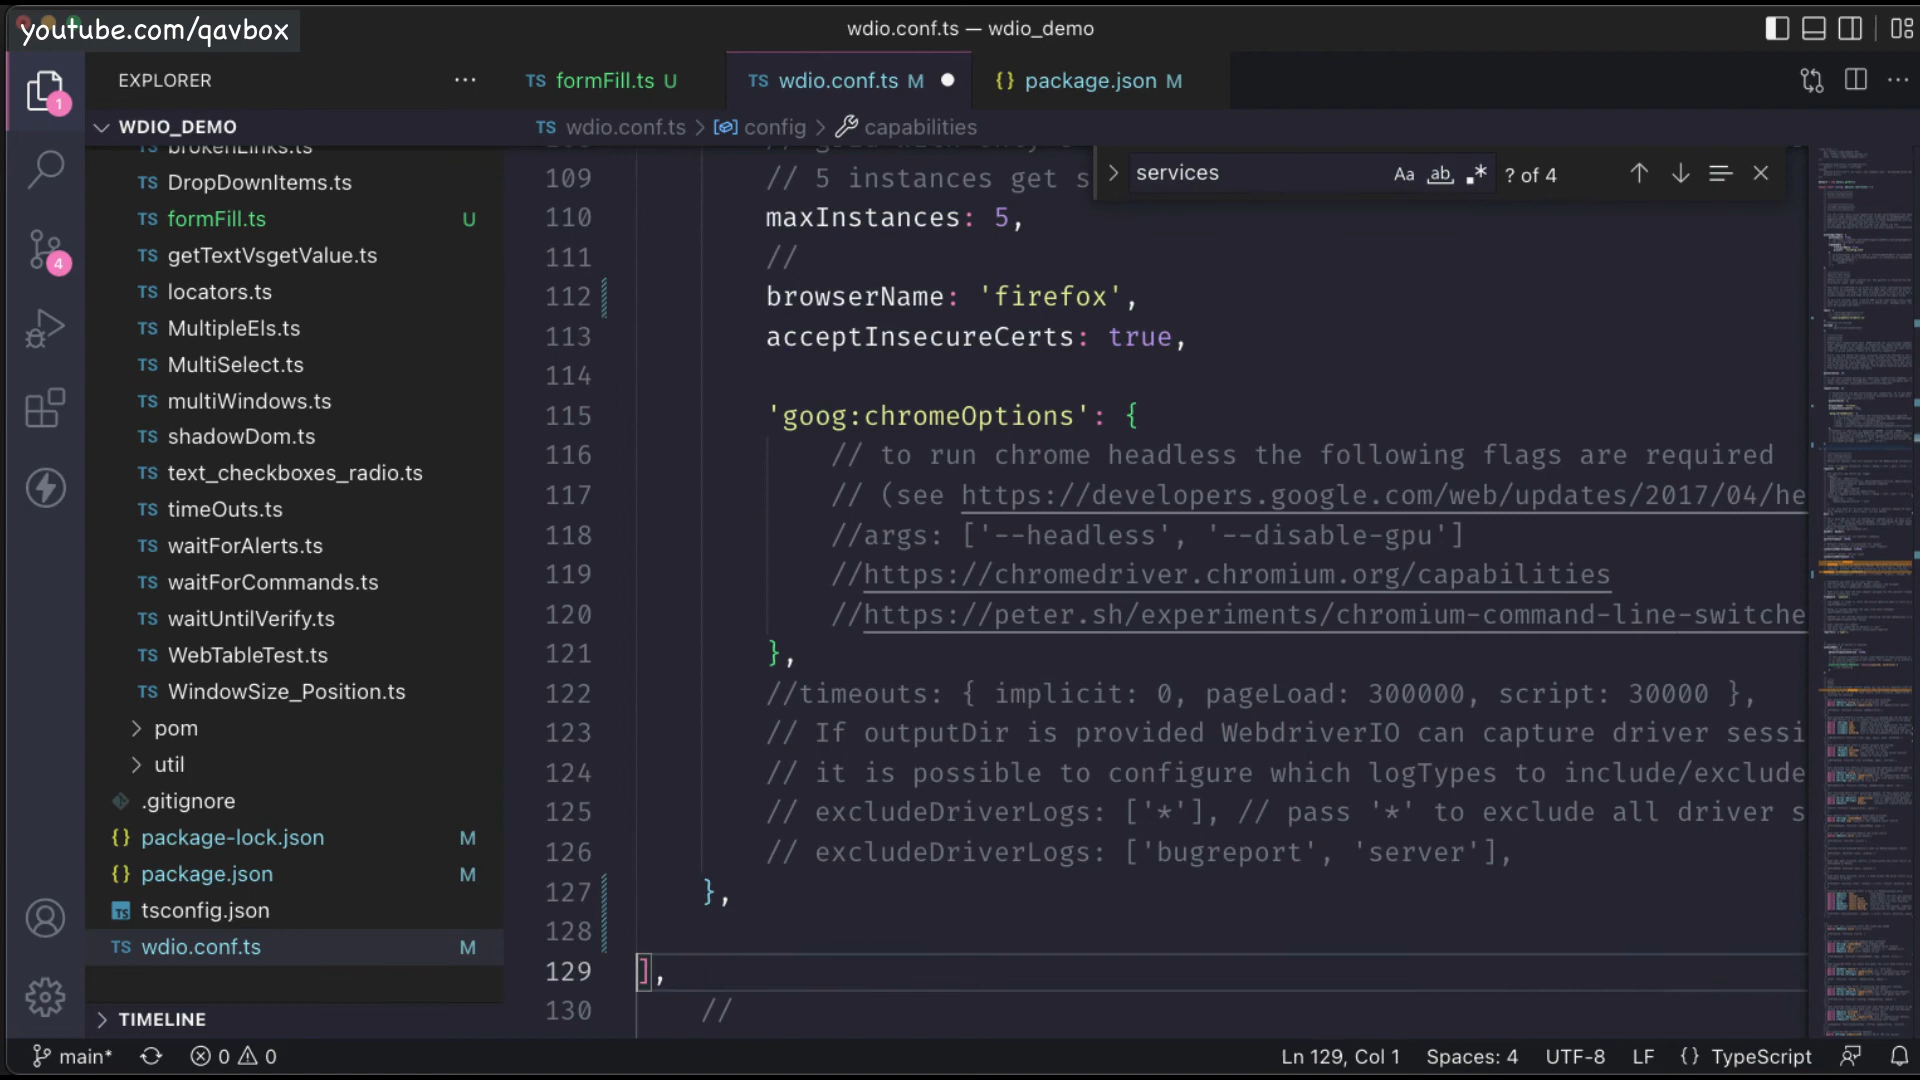 youtube.com/qavbox
wdio.conf.ts — wdio_demo
1
EXPLORER
TS formFill.ts U
TS wdio.conf.ts M
{} package.json M
WDIO_DEMO
TS wdio.conf.ts > config > capabilities
services
Aa ab .* ? of 4
TS brokenLinks.ts
TS DropDownItems.ts
TS formFill.ts U
TS getTextVsgetValue.ts
4
TS locators.ts
TS MultipleEls.ts
TS MultiSelect.ts
TS multiWindows.ts
TS shadowDom.ts
TS text_checkboxes_radio.ts
TS timeOuts.ts
TS waitForAlerts.ts
TS waitForCommands.ts
TS waitUntilVerify.ts
TS WebTableTest.ts
TS WindowSize_Position.ts
> pom
> util
.gitignore
{} package-lock.json M
{} package.json M
TS tsconfig.json
TS wdio.conf.ts M
TIMELINE
109 // 5 instances get s
110 maxInstances: 5,
111 //
112 browserName: 'firefox',
113 acceptInsecureCerts: true,
114
115 'goog:chromeOptions': {
116 // to run chrome headless the following flags are required
117 // (see https://developers.google.com/web/updates/2017/04/he
118 //args: ['--headless', '--disable-gpu']
119 //https://chromedriver.chromium.org/capabilities
120 //https://peter.sh/experiments/chromium-command-line-switche
121 },
122 //timeouts: { implicit: 0, pageLoad: 300000, script: 30000 },
123 // If outputDir is provided WebdriverIO can capture driver sessi
124 // it is possible to configure which logTypes to include/exclude
125 // excludeDriverLogs: ['*'], // pass '*' to exclude all driver s
126 // excludeDriverLogs: ['bugreport', 'server'],
127 },
128
129 ],
130 //
main* 0 0
Ln 129, Col 1 Spaces: 4 UTF-8 LF {} TypeScript